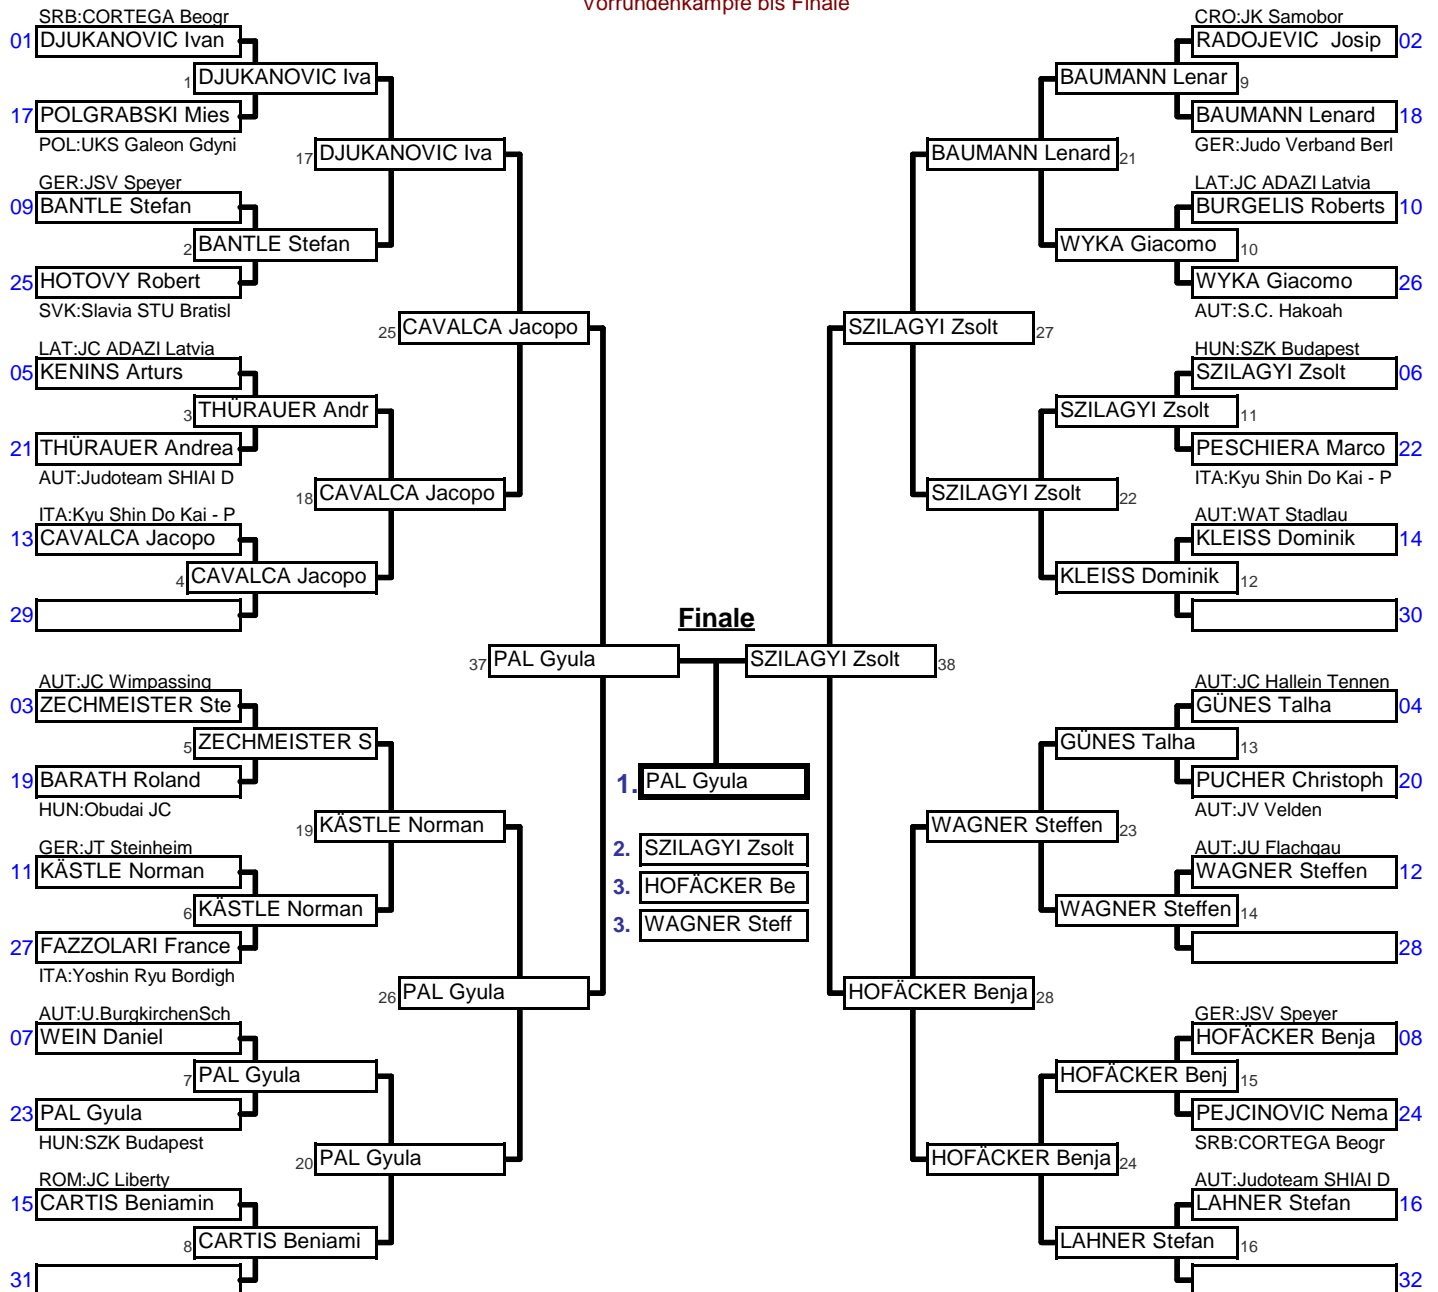 Vorrundenkämpfe bis Finale
SRB:CORTEGA Beogr
01 DJUKANOVIC Ivan
1 DJUKANOVIC Iva
17 POLGRABSKI Mies
POL:UKS Galeon Gdyni
17 DJUKANOVIC Iva
GER:JSV Speyer
09 BANTLE Stefan
2 BANTLE Stefan
25 HOTOVY Robert
SVK:Slavia STU Bratisl
25 CAVALCA Jacopo
LAT:JC ADAZI Latvia
05 KENINS Arturs
3 THÜRAUER Andr
21 THÜRAUER Andrea
AUT:Judoteam SHIAI D
18 CAVALCA Jacopo
ITA:Kyu Shin Do Kai - P
13 CAVALCA Jacopo
4 CAVALCA Jacopo
29
37 PAL Gyula
AUT:JC Wimpassing
03 ZECHMEISTER Ste
5 ZECHMEISTER S
19 BARATH Roland
HUN:Obudai JC
19 KÄSTLE Norman
GER:JT Steinheim
11 KÄSTLE Norman
6 KÄSTLE Norman
27 FAZZOLARI France
ITA:Yoshin Ryu Bordigh
26 PAL Gyula
AUT:U.BurgkirchenSch
07 WEIN Daniel
7 PAL Gyula
23 PAL Gyula
HUN:SZK Budapest
20 PAL Gyula
ROM:JC Liberty
15 CARTIS Beniamin
8 CARTIS Beniami
31
Finale
1. PAL Gyula
2. SZILAGYI Zsolt
3. HOFÄCKER Be
3. WAGNER Steff
CRO:JK Samobor
RADOJEVIC  Josip 02
BAUMANN Lenar 9
BAUMANN Lenard 18
GER:Judo Verband Berl
BAUMANN Lenard 21
LAT:JC ADAZI Latvia
BURGELIS Roberts 10
WYKA Giacomo 10
WYKA Giacomo 26
AUT:S.C. Hakoah
SZILAGYI Zsolt 27
HUN:SZK Budapest
SZILAGYI Zsolt 06
SZILAGYI Zsolt 11
PESCHIERA Marco 22
ITA:Kyu Shin Do Kai - P
SZILAGYI Zsolt 22
AUT:WAT Stadlau
KLEISS Dominik 14
KLEISS Dominik 12
30
SZILAGYI Zsolt 38
AUT:JC Hallein Tennen
GÜNES Talha 04
GÜNES Talha 13
PUCHER Christoph 20
AUT:JV Velden
WAGNER Steffen 23
AUT:JU Flachgau
WAGNER Steffen 12
WAGNER Steffen 14
28
HOFÄCKER Benja 28
GER:JSV Speyer
HOFÄCKER Benja 08
HOFÄCKER Benj 15
PEJCINOVIC Nema 24
SRB:CORTEGA Beogr
HOFÄCKER Benja 24
AUT:Judoteam SHIAI D
LAHNER Stefan 16
LAHNER Stefan 16
32